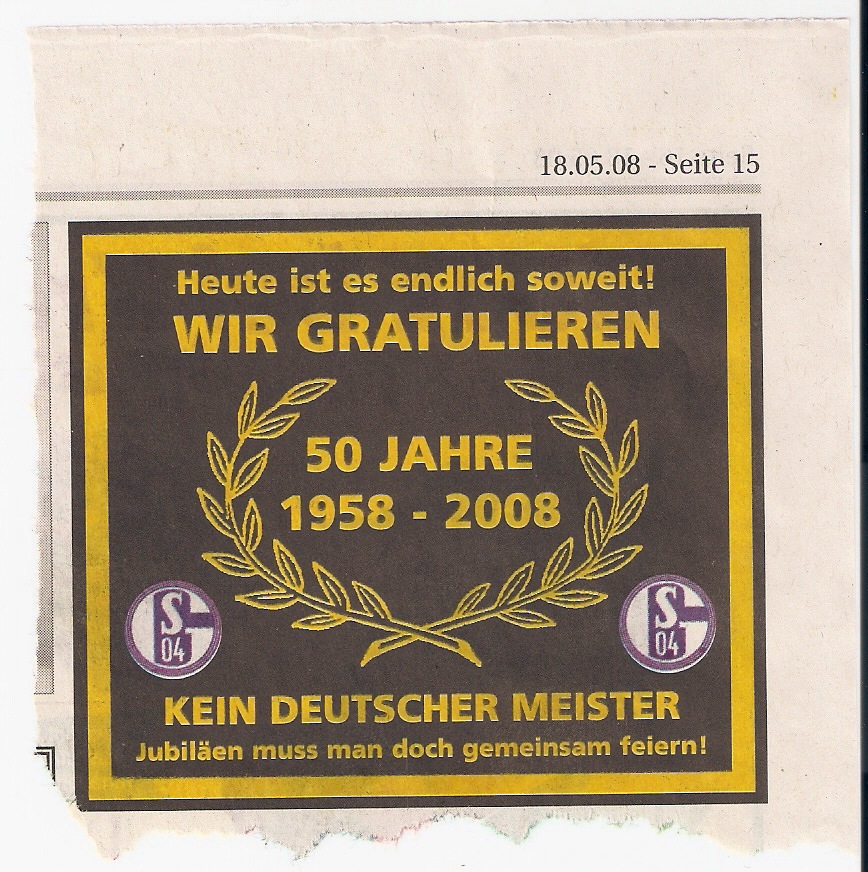 18.05.08 - Seite 15
Heute ist es endlich soweit!
WIR GRATULIEREN
50 JAHRE
1958 - 2008
S
04
S
04
KEIN DEUTSCHER MEISTER
Jubiläen muss man doch gemeinsam feiern!